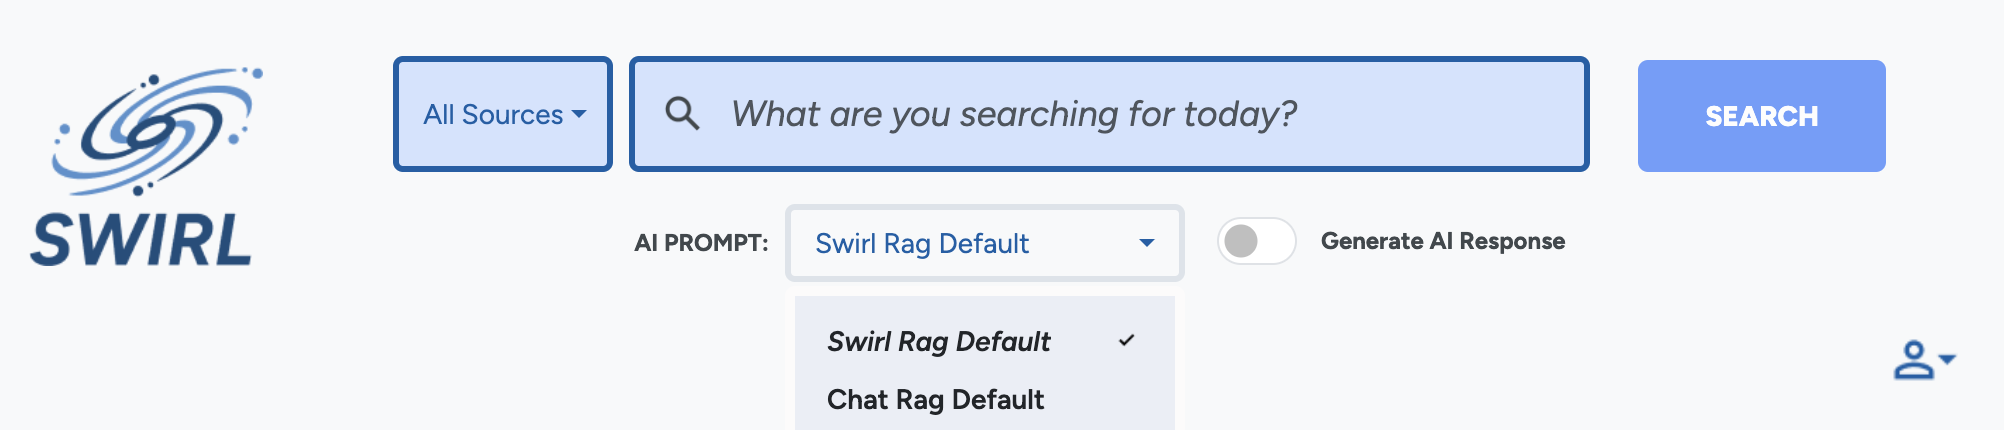 SWIRL
All Sources
What are you searching for today?
SEARCH
AI PROMPT:
Swirl Rag Default
Generate AI Response
Swirl Rag Default
Chat Rag Default